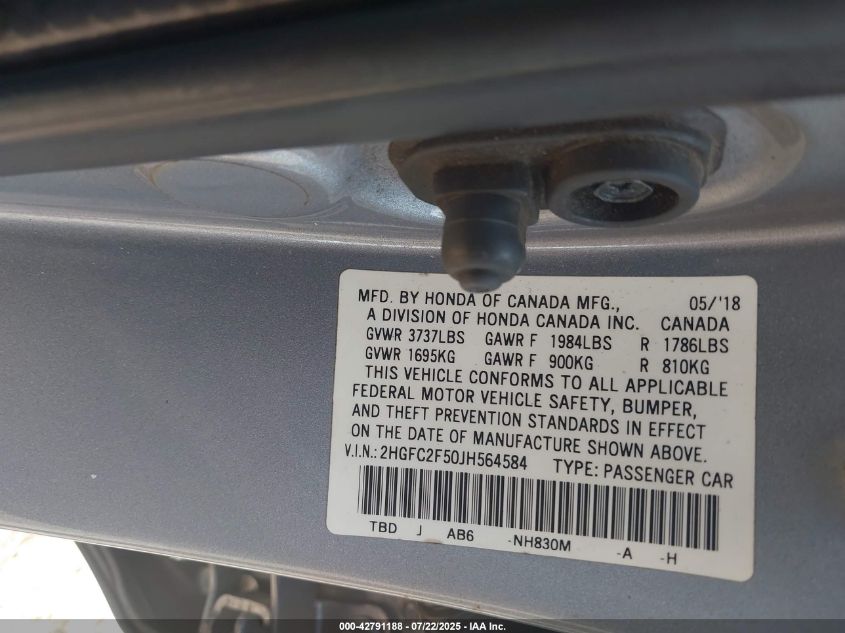 MFD. BY HONDA OF CANADA MFG., 05/'18
A DIVISION OF HONDA CANADA INC. CANADA
GVWR 3737LBS GAWR F 1984LBS R 1786LBS
GVWR 1695KG GAWR F 900KG R 810KG
THIS VEHICLE CONFORMS TO ALL APPLICABLE
FEDERAL MOTOR VEHICLE SAFETY, BUMPER,
AND THEFT PREVENTION STANDARDS IN EFFECT
ON THE DATE OF MANUFACTURE SHOWN ABOVE.
V.I.N.: 2HGFC2F50JH564584 TYPE: PASSENGER CAR
TBD J AB6 -NH830M -A -H
000-42791188 - 07/22/2025 - IAA Inc.